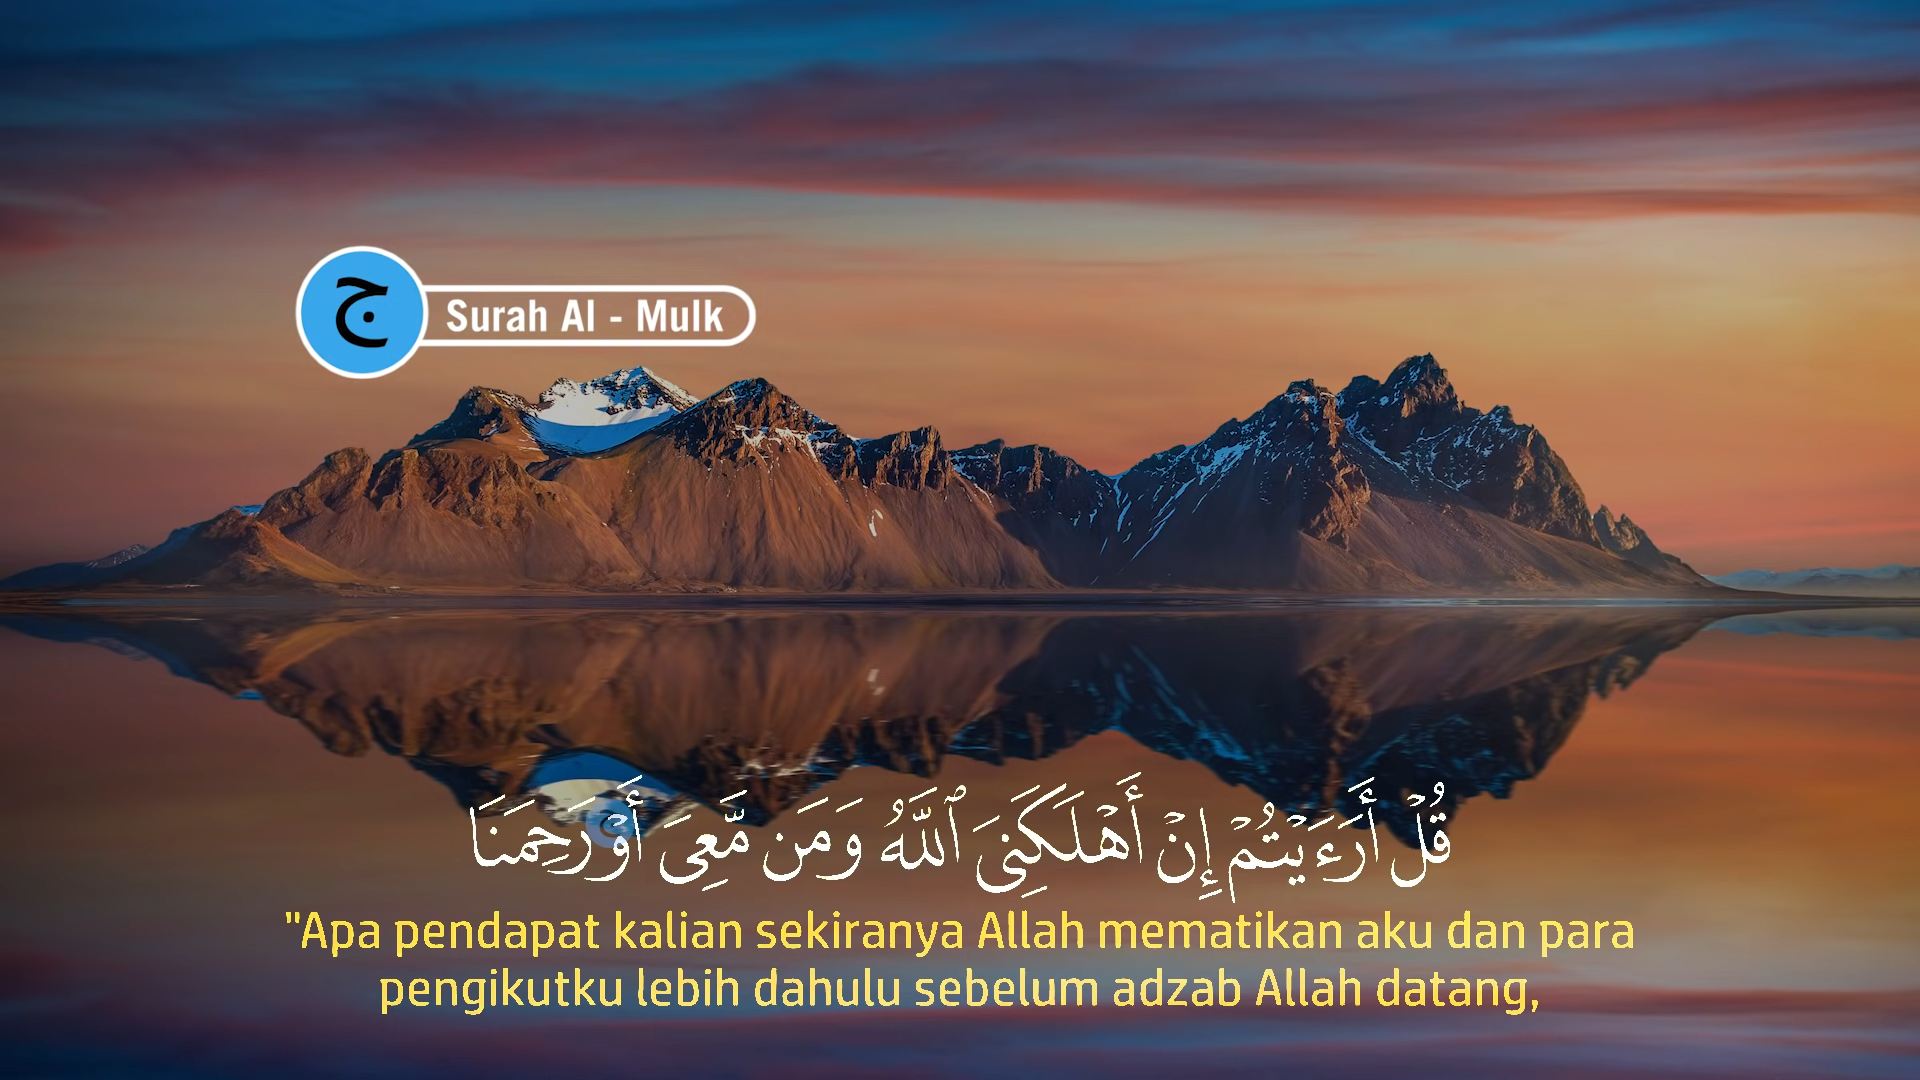 ج
Surah Al - Mulk
قُلْ أَرَءَيْتُمْ إِنْ أَهْلَكَنِىَ ٱللَّهُ وَمَن مَّعِىَ أَوْ رَحِمَنَا
"Apa pendapat kalian sekiranya Allah mematikan aku dan para
pengikutku lebih dahulu sebelum adzab Allah datang,